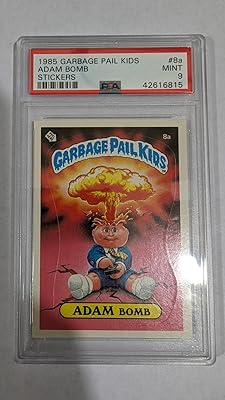 1985 GARBAGE PAIL KIDS #8a
ADAM BOMB MINT
STICKERS 9
PSA 42616815
8a
GARBAGE PAIL KIDS
ADAM BOMB